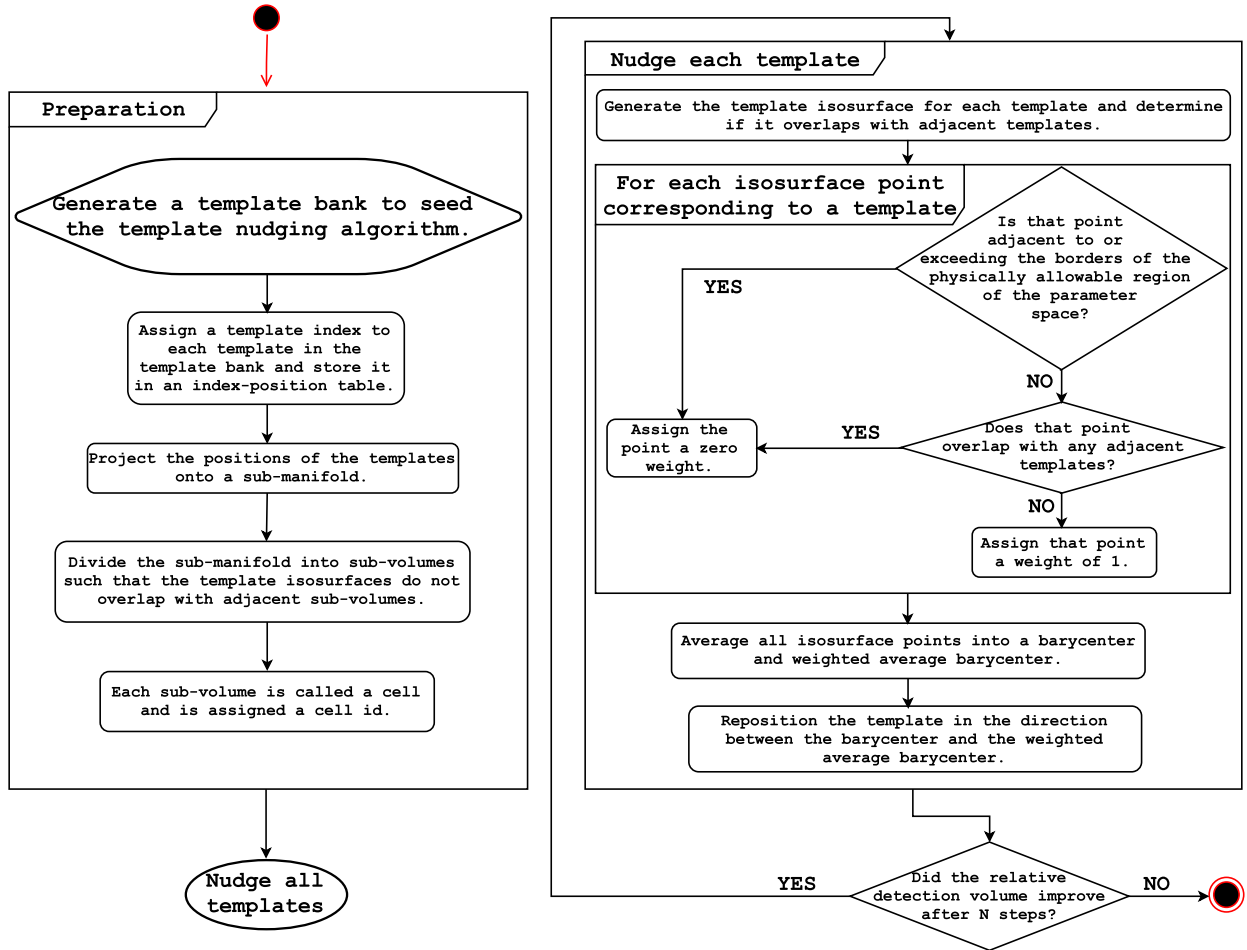 Preparation
Generate a template bank to seed
the template nudging algorithm.
Assign a template index to
each template in the
template bank and store it
in an index-position table.
Project the positions of the templates
onto a sub-manifold.
Divide the sub-manifold into sub-volumes
such that the template isosurfaces do not
overlap with adjacent sub-volumes.
Each sub-volume is called a cell
and is assigned a cell id.
Nudge all
templates
Nudge each template
Generate the template isosurface for each template and determine
if it overlaps with adjacent templates.
For each isosurface point
corresponding to a template
Is that point
adjacent to or
exceeding the borders of the
physically allowable region
of the parameter
space?
YES
NO
Does that point
overlap with any adjacent
templates?
YES
Assign the
point a zero
weight.
NO
Assign that point
a weight of 1.
Average all isosurface points into a barycenter
and weighted average barycenter.
Reposition the template in the direction
between the barycenter and the weighted
average barycenter.
Did the relative
detection volume improve
after N steps?
YES
NO